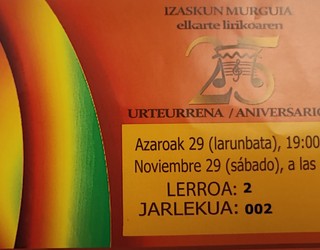 IZASKUN MURGUIA
elkarte lirikoaren
25
URTEURRENA / ANIVERSARIO
Azaroak 29 (larunbata), 19:00
Noviembre 29 (sábado), a las
LERROA: 2
JARLEKUA: 002